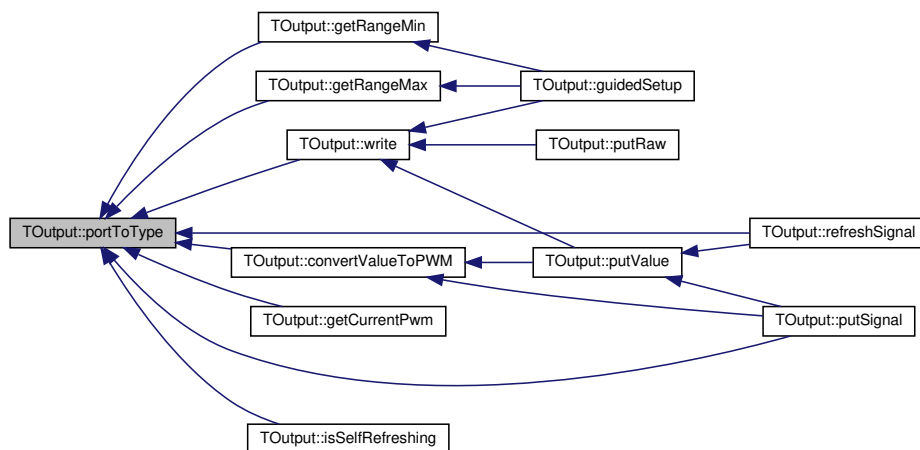 TOutput::getRangeMin
TOutput::getRangeMax
TOutput::guidedSetup
TOutput::write
TOutput::putRaw
TOutput::portToType
TOutput::refreshSignal
TOutput::convertValueToPWM
TOutput::putValue
TOutput::getCurrentPwm
TOutput::putSignal
TOutput::isSelfRefreshing